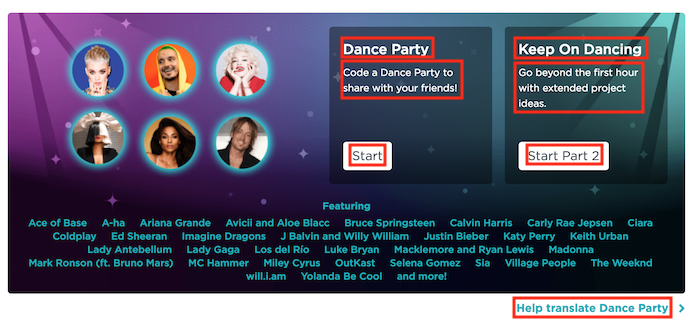 Dance Party
Code a Dance Party to
share with your friends!
Start
Keep On Dancing
Go beyond the first hour
with extended project
ideas.
Start Part 2
Featuring
Ace of Base A-ha Ariana Grande Avicii and Aloe Blacc Bruce Springsteen Calvin Harris Carly Rae Jepsen Ciara
Coldplay Ed Sheeran Imagine Dragons J Balvin and Willy William Justin Bieber Katy Perry Keith Urban
Lady Antebellum Lady Gaga Los del Río Luke Bryan Macklemore and Ryan Lewis Madonna
Mark Ronson (ft. Bruno Mars) MC Hammer Miley Cyrus OutKast Selena Gomez Sia Village People The Weeknd
will.i.am Yolanda Be Cool and more!
Help translate Dance Party